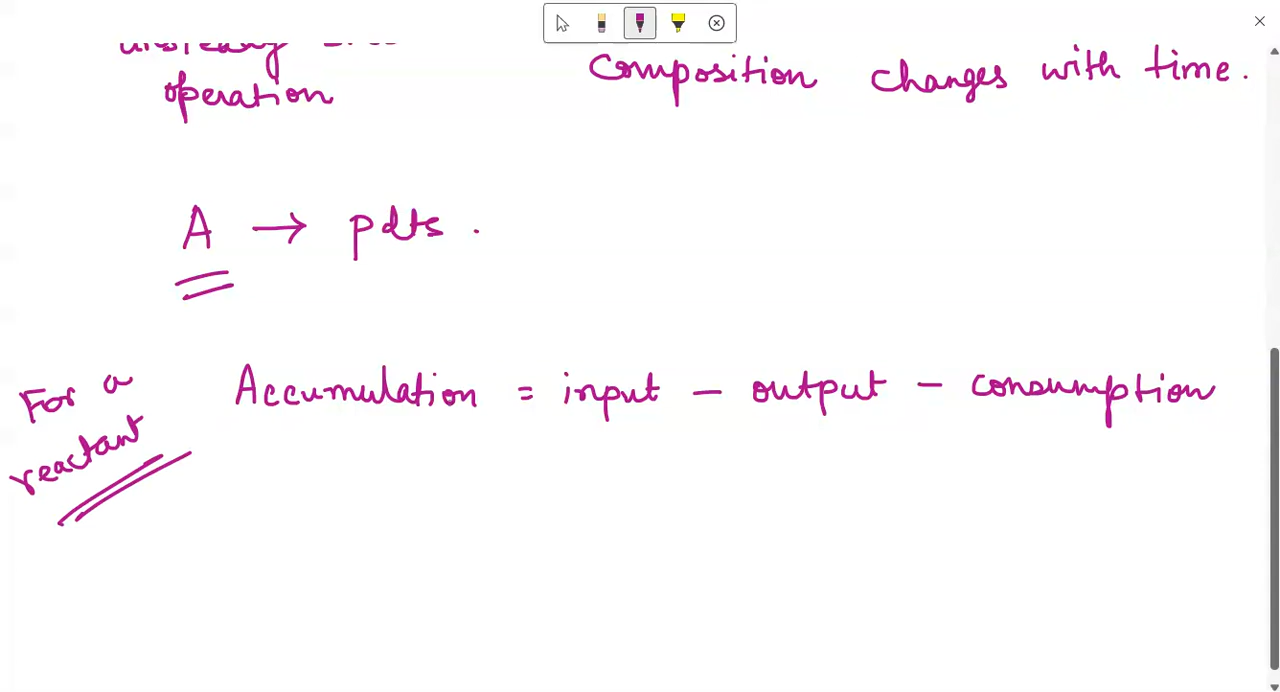 Composition changes with time.
operation
A → pdts.
For a reactant
Accumulation = input - output - consumption